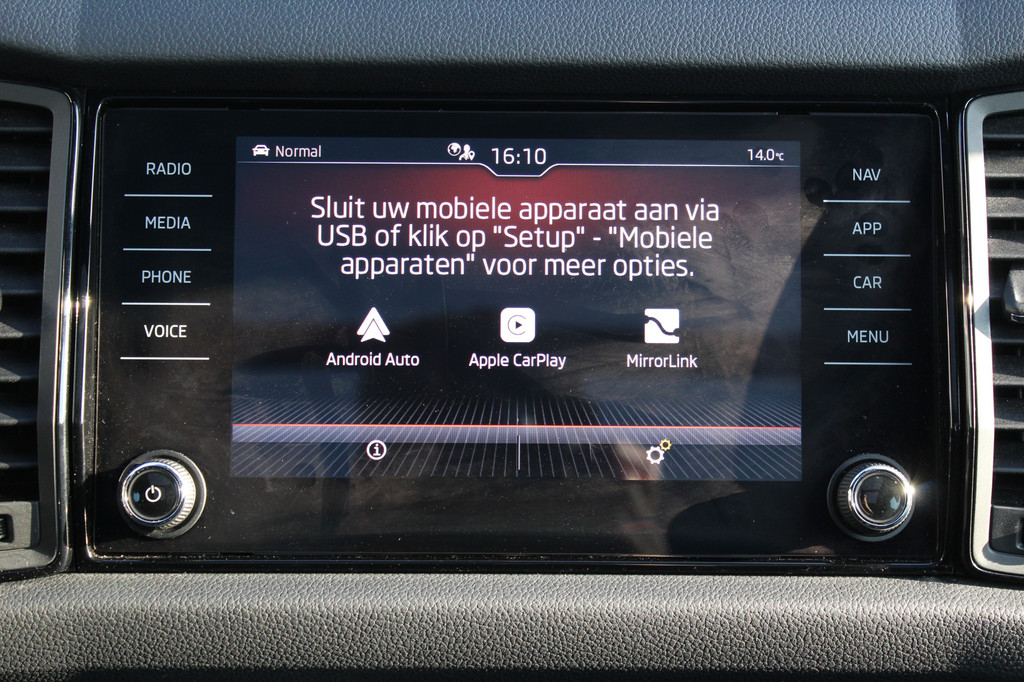 Normal 16:10 14.0°C
RADIO
MEDIA
PHONE
VOICE
Sluit uw mobiele apparaat aan via
USB of klik op "Setup" - "Mobiele
apparaten" voor meer opties.
Android Auto Apple CarPlay MirrorLink
NAV
APP
CAR
MENU